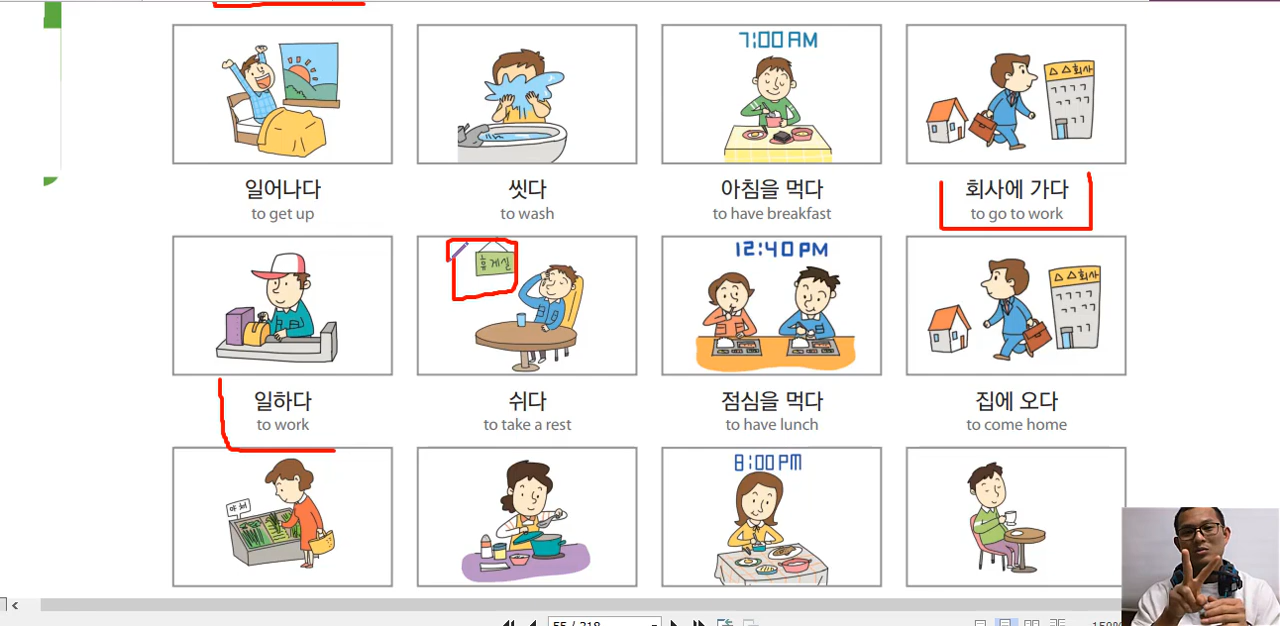 7:00 AM
△△회사
일어나다
씻다
아침을 먹다
회사에 가다
to get up
to wash
to have breakfast
to go to work
휴게실
12:40 PM
△△회사
일하다
쉬다
점심을 먹다
집에 오다
to work
to take a rest
to have lunch
to come home
야채
8:00 PM
55 / 218